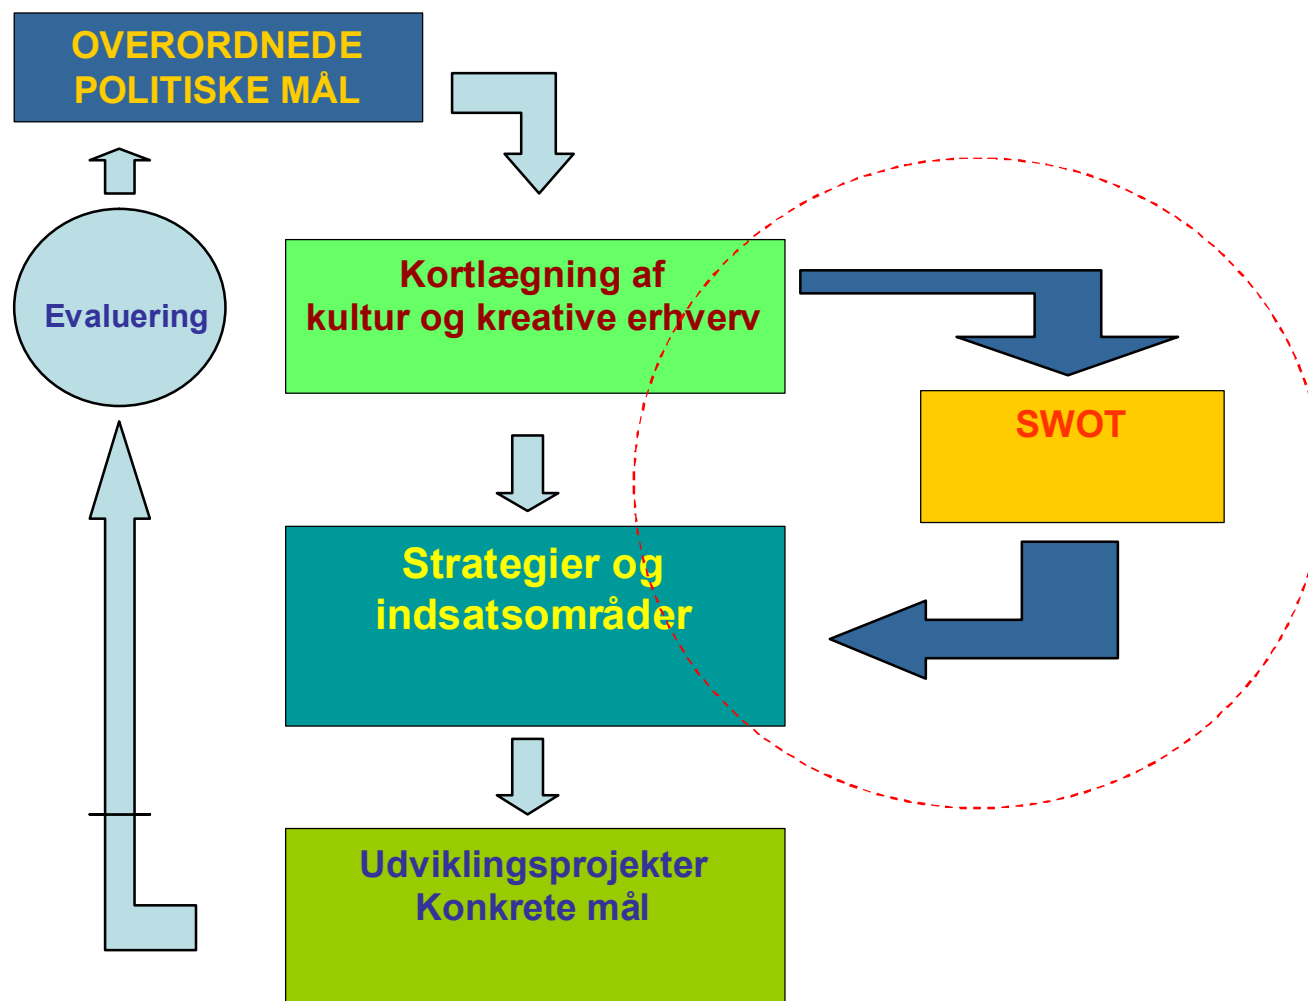 OVERORDNEDE
POLITISKE MÅL
Kortlægning af
kultur og kreative erhverv
Evaluering
SWOT
Strategier og
indsatsområder
Udviklingsprojekter
Konkrete mål